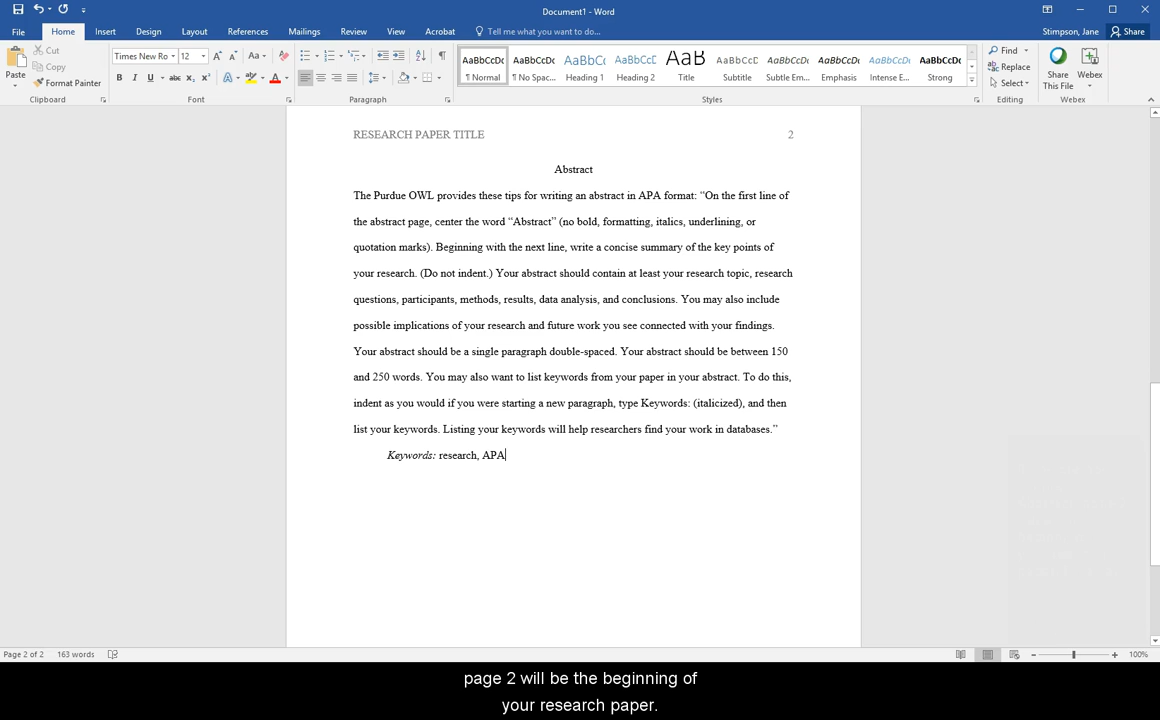 Document1 - Word
File Home Insert Design Layout References Mailings Review View Acrobat Tell me what you want to do... Stimpson, Jane Share
Paste Cut Copy Format Painter
Times New Ro 12
AaBbCcDc AaBbCcDc AaBbCc AaBbCcE AaB AaBbCcC AaBbCcDc AaBbCcDc AaBbCcDc AaBbCcDc
¶ Normal ¶ No Spac... Heading 1 Heading 2 Title Subtitle Subtle Em... Emphasis Intense E... Strong
Find Replace Select
Share This File Webex
Clipboard Font Paragraph Styles Editing Webex
RESEARCH PAPER TITLE 2
Abstract
The Purdue OWL provides these tips for writing an abstract in APA format: “On the first line of
the abstract page, center the word “Abstract” (no bold, formatting, italics, underlining, or
quotation marks). Beginning with the next line, write a concise summary of the key points of
your research. (Do not indent.) Your abstract should contain at least your research topic, research
questions, participants, methods, results, data analysis, and conclusions. You may also include
possible implications of your research and future work you see connected with your findings.
Your abstract should be a single paragraph double-spaced. Your abstract should be between 150
and 250 words. You may also want to list keywords from your paper in your abstract. To do this,
indent as you would if you were starting a new paragraph, type Keywords: (italicized), and then
list your keywords. Listing your keywords will help researchers find your work in databases.”
Keywords: research, APA
Page 2 of 2 163 words 100%
page 2 will be the beginning of
your research paper.